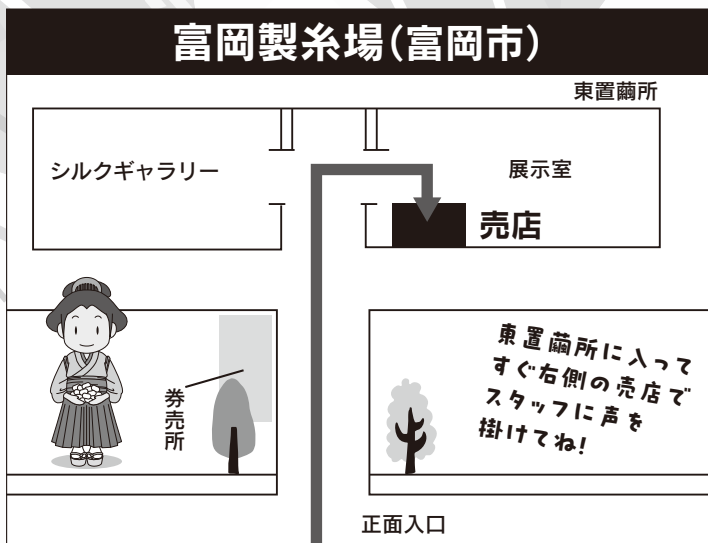 富岡製糸場(富岡市)
東置繭所
シルクギャラリー
展示室
売店
東置繭所に入って
すぐ右側の売店で
スタッフに声を
掛けてね!
券売所
正面入口